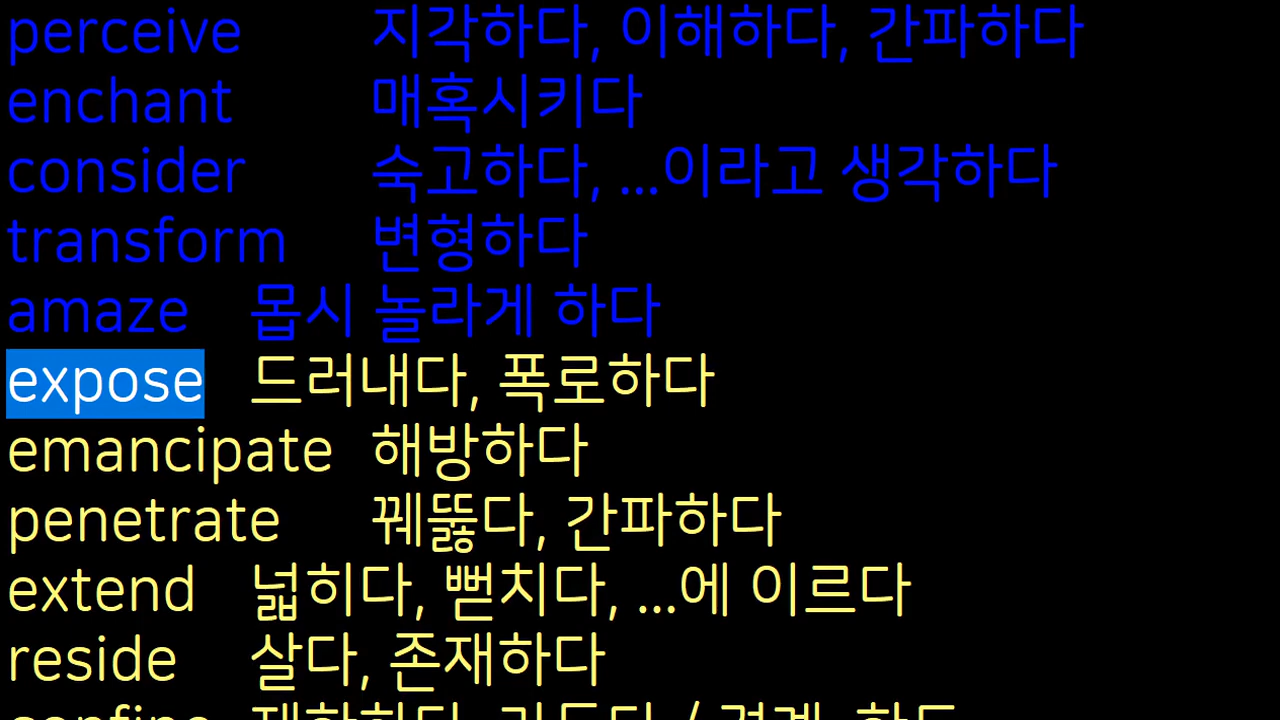 perceive 지각하다, 이해하다, 간파하다
enchant 매혹시키다
consider 숙고하다, ...이라고 생각하다
transform 변형하다
amaze 몹시 놀라게 하다
expose 드러내다, 폭로하다
emancipate 해방하다
penetrate 꿰뚫다, 간파하다
extend 넓히다, 뻗치다, ...에 이르다
reside 살다, 존재하다